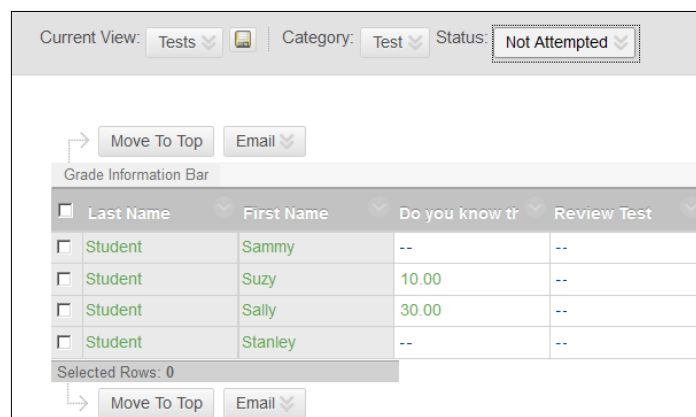 Current View: Tests Category: Test Status: Not Attempted
Move To Top Email
Grade Information Bar
Last Name First Name Do you know th Review Test
Student Sammy -- --
Student Suzy 10.00 --
Student Sally 30.00 --
Student Stanley -- --
Selected Rows: 0
Move To Top Email